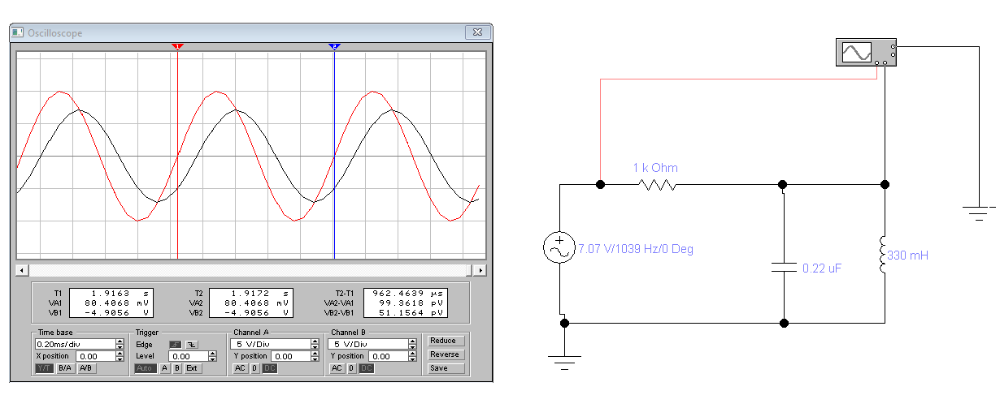 Oscilloscope
1
2
T1 1.9163 s T2 1.9172 s T2-T1 962.4639 µs
VA1 80.4068 mV VA2 80.4068 mV VA2-VA1 99.3618 pV
VB1 -4.9056 V VB2 -4.9056 V VB2-VB1 51.1564 pV
Time base Trigger Channel A Channel B
0.20ms/div Edge 5 V/Div 5 V/Div Reduce
X position 0.00 Level 0.00 Y position 0.00 Y position 0.00 Reverse
Y/T B/A A/B Auto A B Ext AC 0 DC AC 0 DC Save
1 k Ohm
7.07 V/1039 Hz/0 Deg
0.22 uF
330 mH